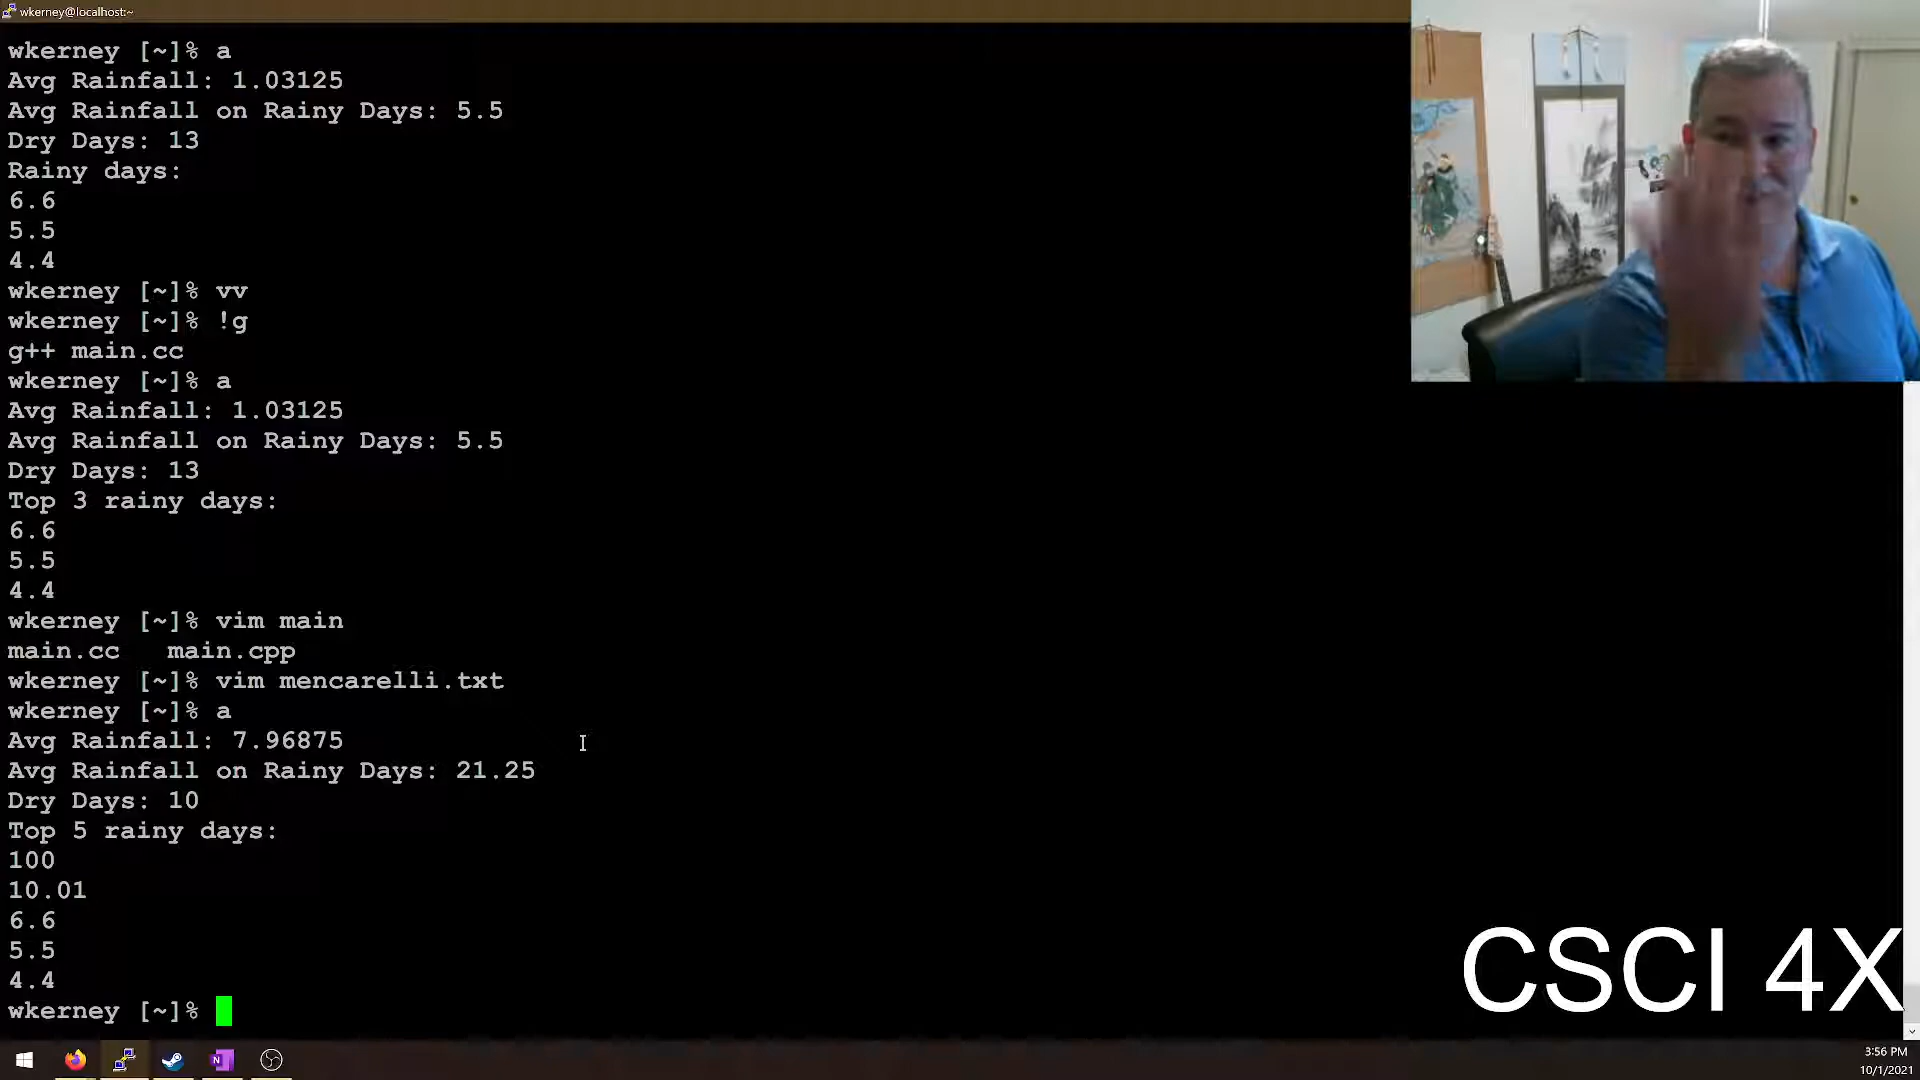 wkerney@localhost:~
wkerney [~]% a
Avg Rainfall: 1.03125
Avg Rainfall on Rainy Days: 5.5
Dry Days: 13
Rainy days:
6.6
5.5
4.4
wkerney [~]% vv
wkerney [~]% !g
g++ main.cc
wkerney [~]% a
Avg Rainfall: 1.03125
Avg Rainfall on Rainy Days: 5.5
Dry Days: 13
Top 3 rainy days:
6.6
5.5
4.4
wkerney [~]% vim main
main.cc   main.cpp
wkerney [~]% vim mencarelli.txt
wkerney [~]% a
Avg Rainfall: 7.96875
Avg Rainfall on Rainy Days: 21.25
Dry Days: 10
Top 5 rainy days:
100
10.01
6.6
5.5
4.4
wkerney [~]%
CSCI 4X
N
3:56 PM
10/1/2021